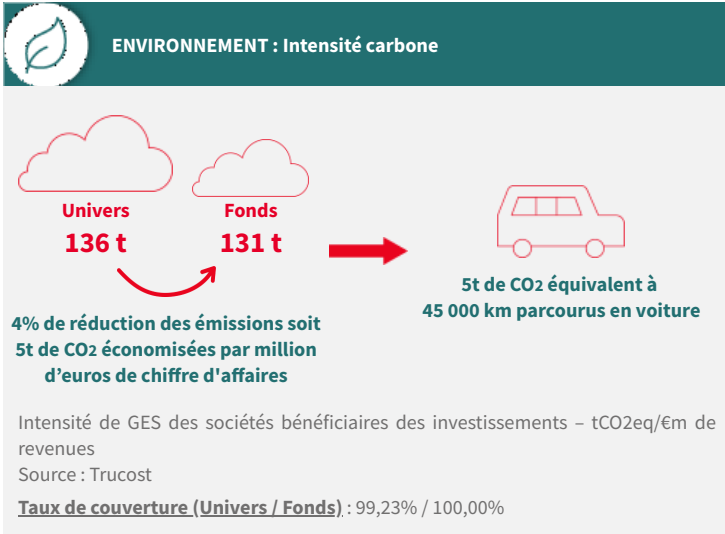 ENVIRONNEMENT : Intensité carbone
Univers
136 t
Fonds
131 t
4% de réduction des émissions soit
5t de CO2 économisées par million
d’euros de chiffre d'affaires
5t de CO2 équivalent à
45 000 km parcourus en voiture
Intensité de GES des sociétés bénéficiaires des investissements – tCO2eq/€m de
revenues
Source : Trucost
Taux de couverture (Univers / Fonds) : 99,23% / 100,00%